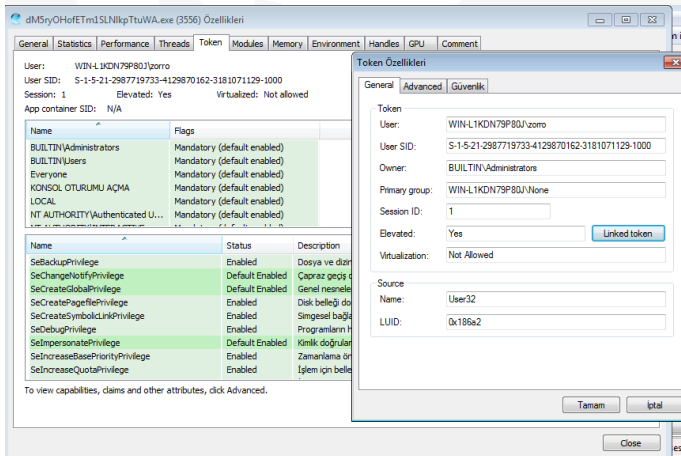 dM5ryOHofETm1SLNlkpTtuWA.exe (3556) Özellikleri
General Statistics Performance Threads Token Modules Memory Environment Handles GPU Comment
User: WIN-L1KDN79P80J\zorro
User SID: S-1-5-21-2987719733-4129870162-3181071129-1000
Session: 1 Elevated: Yes Virtualized: Not allowed
App container SID: N/A
Name Flags
BUILTIN\Administrators Mandatory (default enabled)
BUILTIN\Users Mandatory (default enabled)
Everyone Mandatory (default enabled)
KONSOL OTURUMU AÇMA Mandatory (default enabled)
LOCAL Mandatory (default enabled)
NT AUTHORITY\Authenticated U... Mandatory (default enabled)
Name Status Description
SeBackupPrivilege Enabled Dosya ve dizin
SeChangeNotifyPrivilege Default Enabled Çapraz geçiş
SeCreateGlobalPrivilege Default Enabled Genel nesnele
SeCreatePagefilePrivilege Enabled Disk belleği do
SeCreateSymbolicLinkPrivilege Enabled Simgesel bağla
SeDebugPrivilege Enabled Programların h
SeImpersonatePrivilege Default Enabled Kimlik doğrular
SeIncreaseBasePriorityPrivilege Enabled Zamanlama ön
SeIncreaseQuotaPrivilege Enabled İşlem için belle
To view capabilities, claims and other attributes, click Advanced.
Close
Token Özellikleri
General Advanced Güvenlik
Token
User: WIN-L1KDN79P80J\zorro
User SID: S-1-5-21-2987719733-4129870162-3181071129-1000
Owner: BUILTIN\Administrators
Primary group: WIN-L1KDN79P80J\None
Session ID: 1
Elevated: Yes Linked token
Virtualization: Not Allowed
Source
Name: User32
LUID: 0x186a2
Tamam İptal